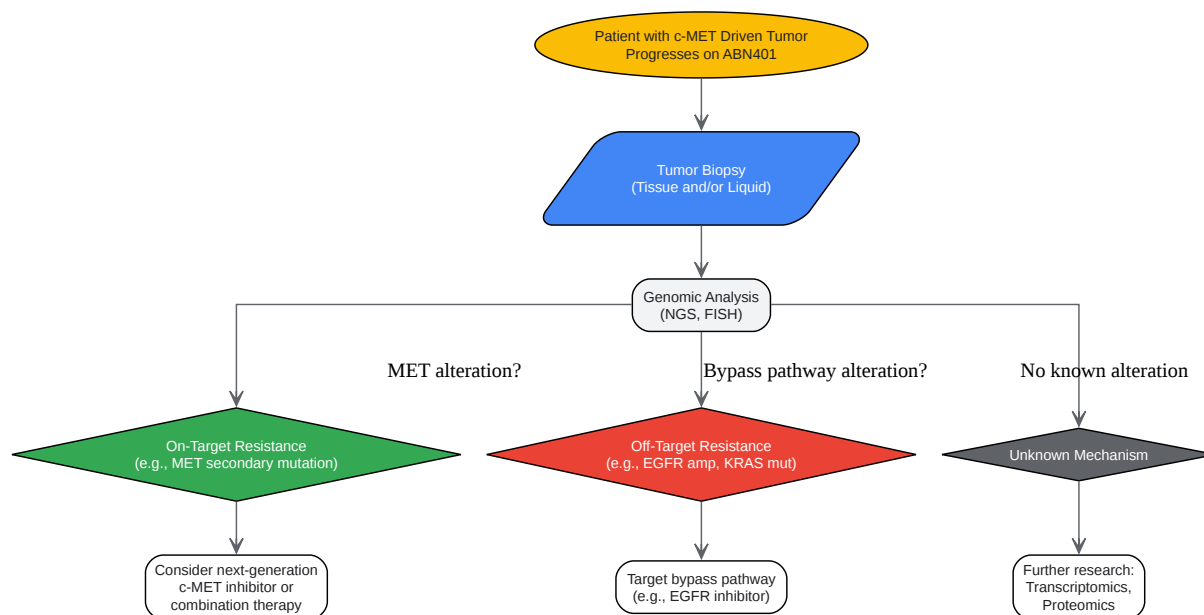 Patient with c-MET Driven Tumor
Progresses on ABN401
Tumor Biopsy
(Tissue and/or Liquid)
Genomic Analysis
(NGS, FISH)
MET alteration?
Bypass pathway alteration?
No known alteration
On-Target Resistance
(e.g., MET secondary mutation)
Off-Target Resistance
(e.g., EGFR amp, KRAS mut)
Unknown Mechanism
Consider next-generation
c-MET inhibitor or
combination therapy
Target bypass pathway
(e.g., EGFR inhibitor)
Further research:
Transcriptomics,
Proteomics